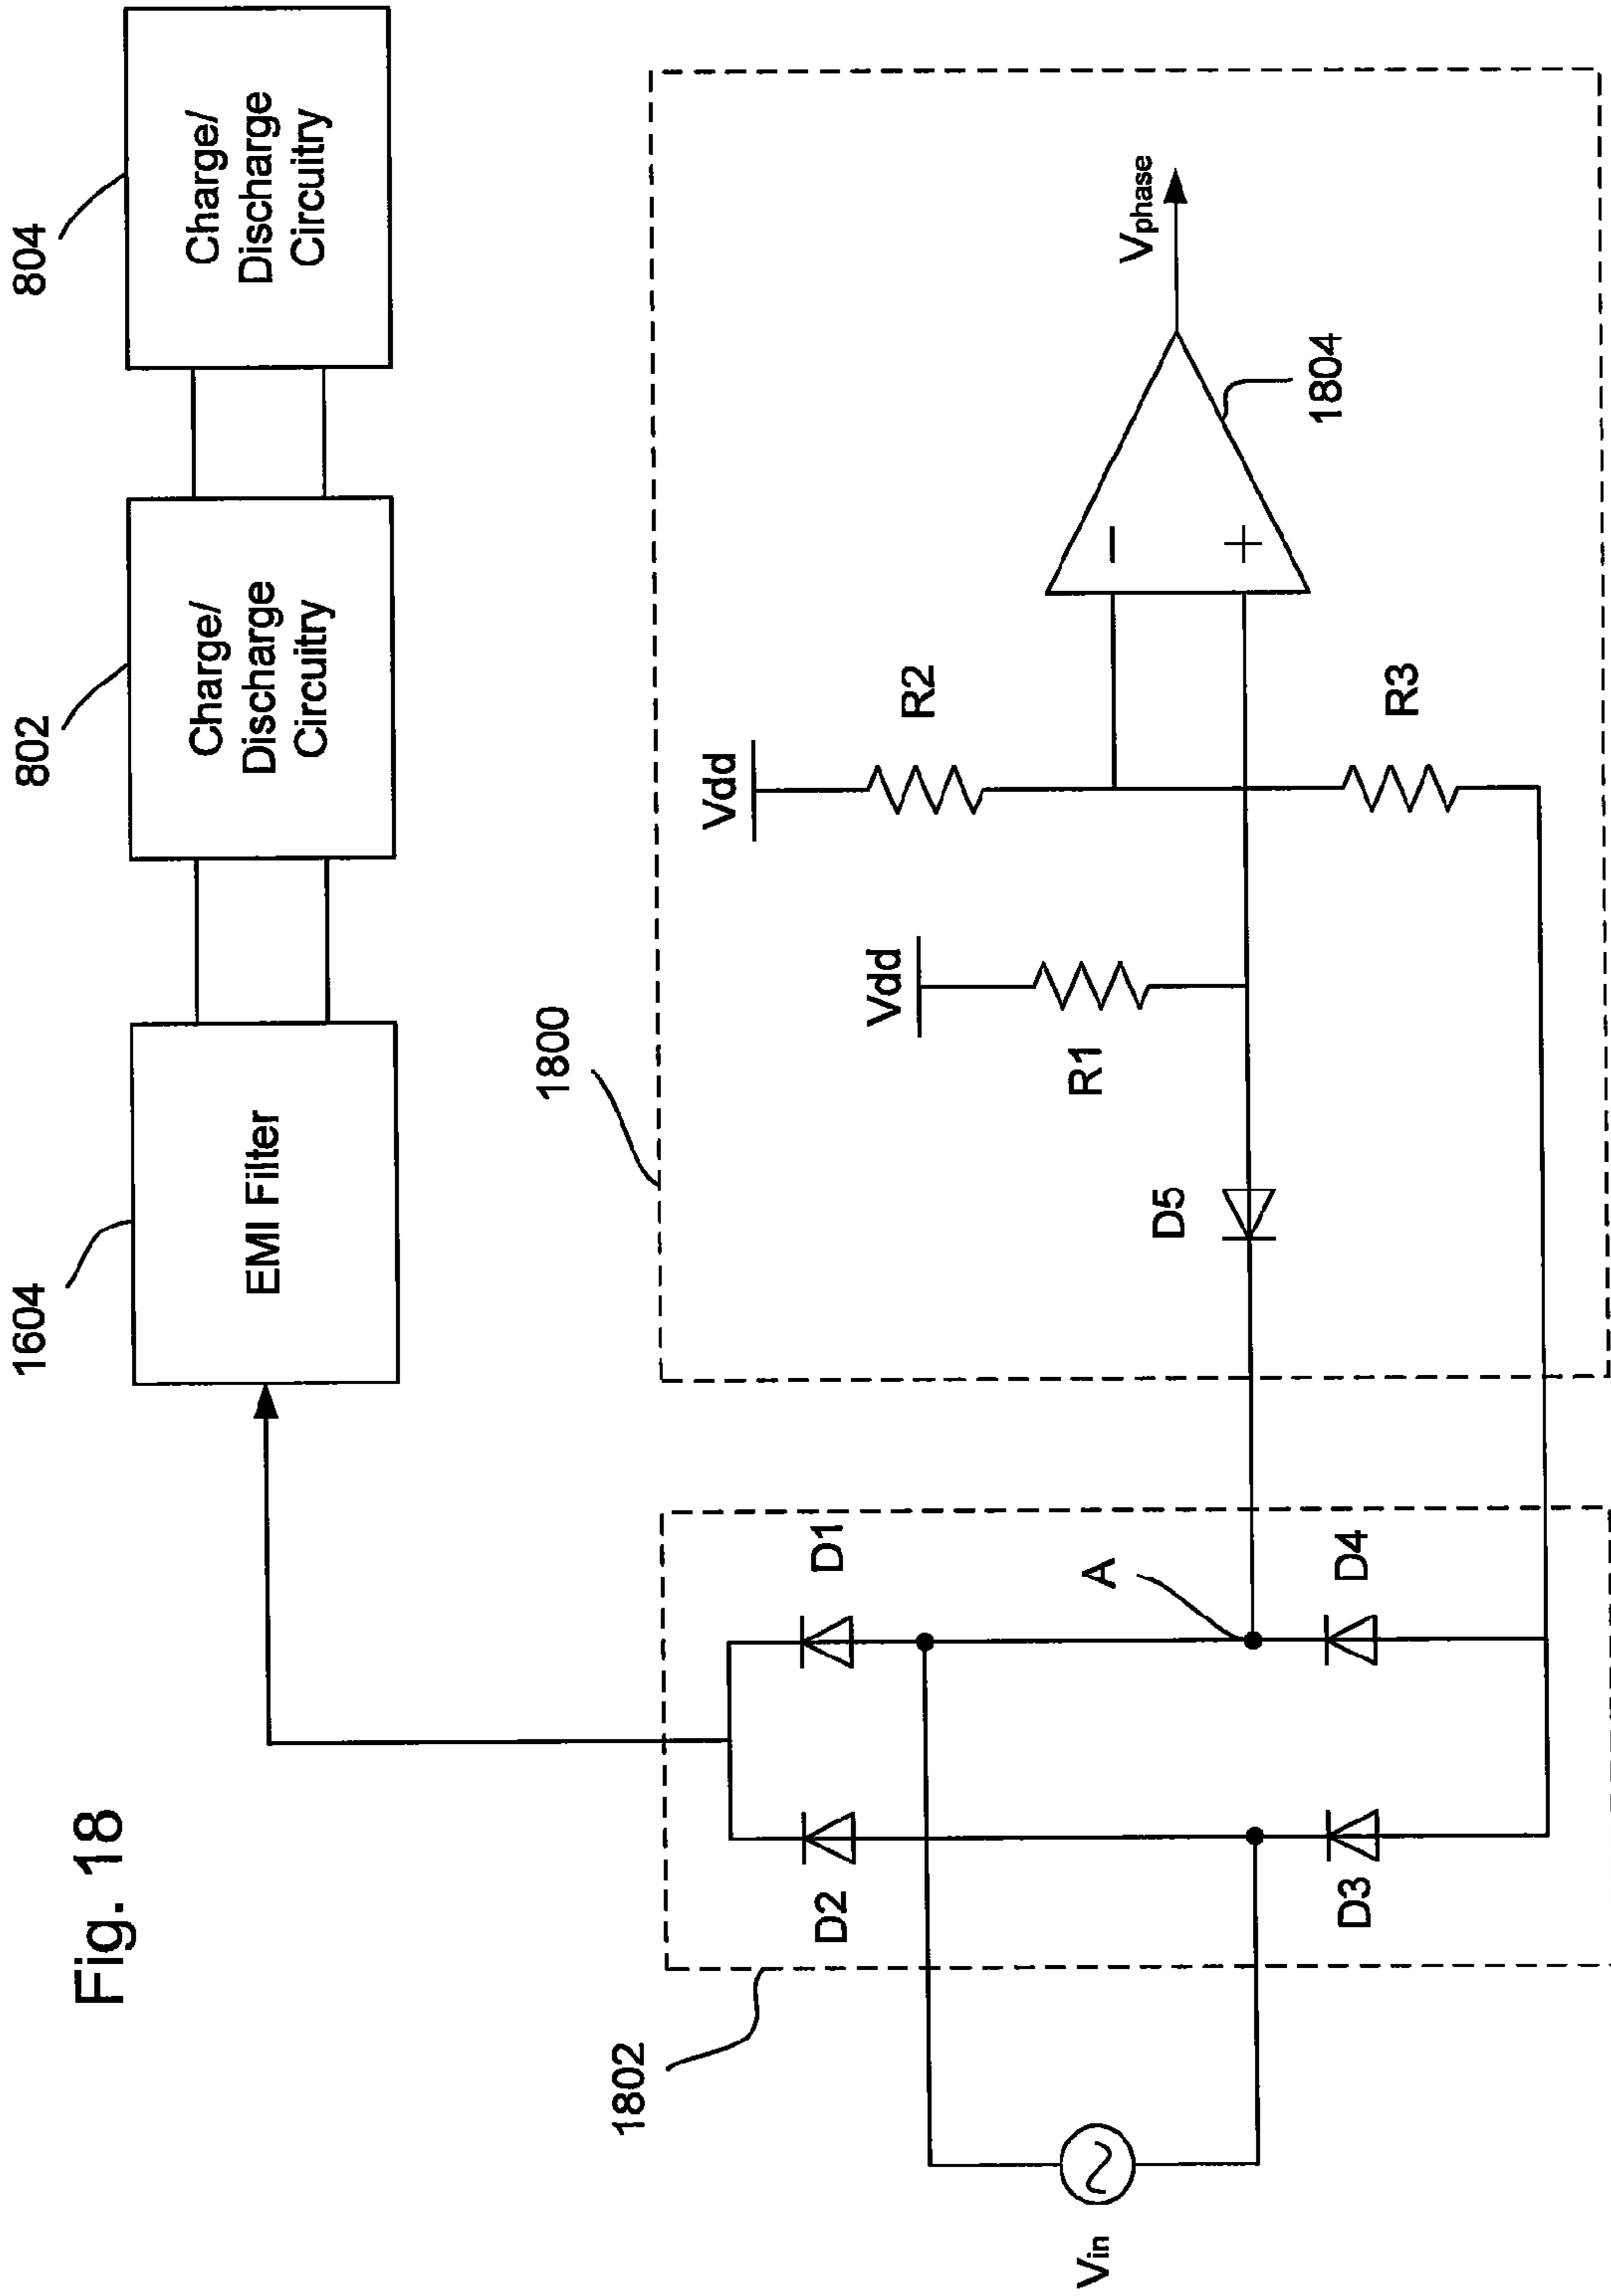 Fig. 18
1604
802
804
EMI Filter
Charge/
Discharge
Circuitry
Charge/
Discharge
Circuitry
1802
1800
D2
D1
Vdd
Vdd
R2
R1
Vphase
Vin
A
D5
1804
D3
D4
R3
−
+